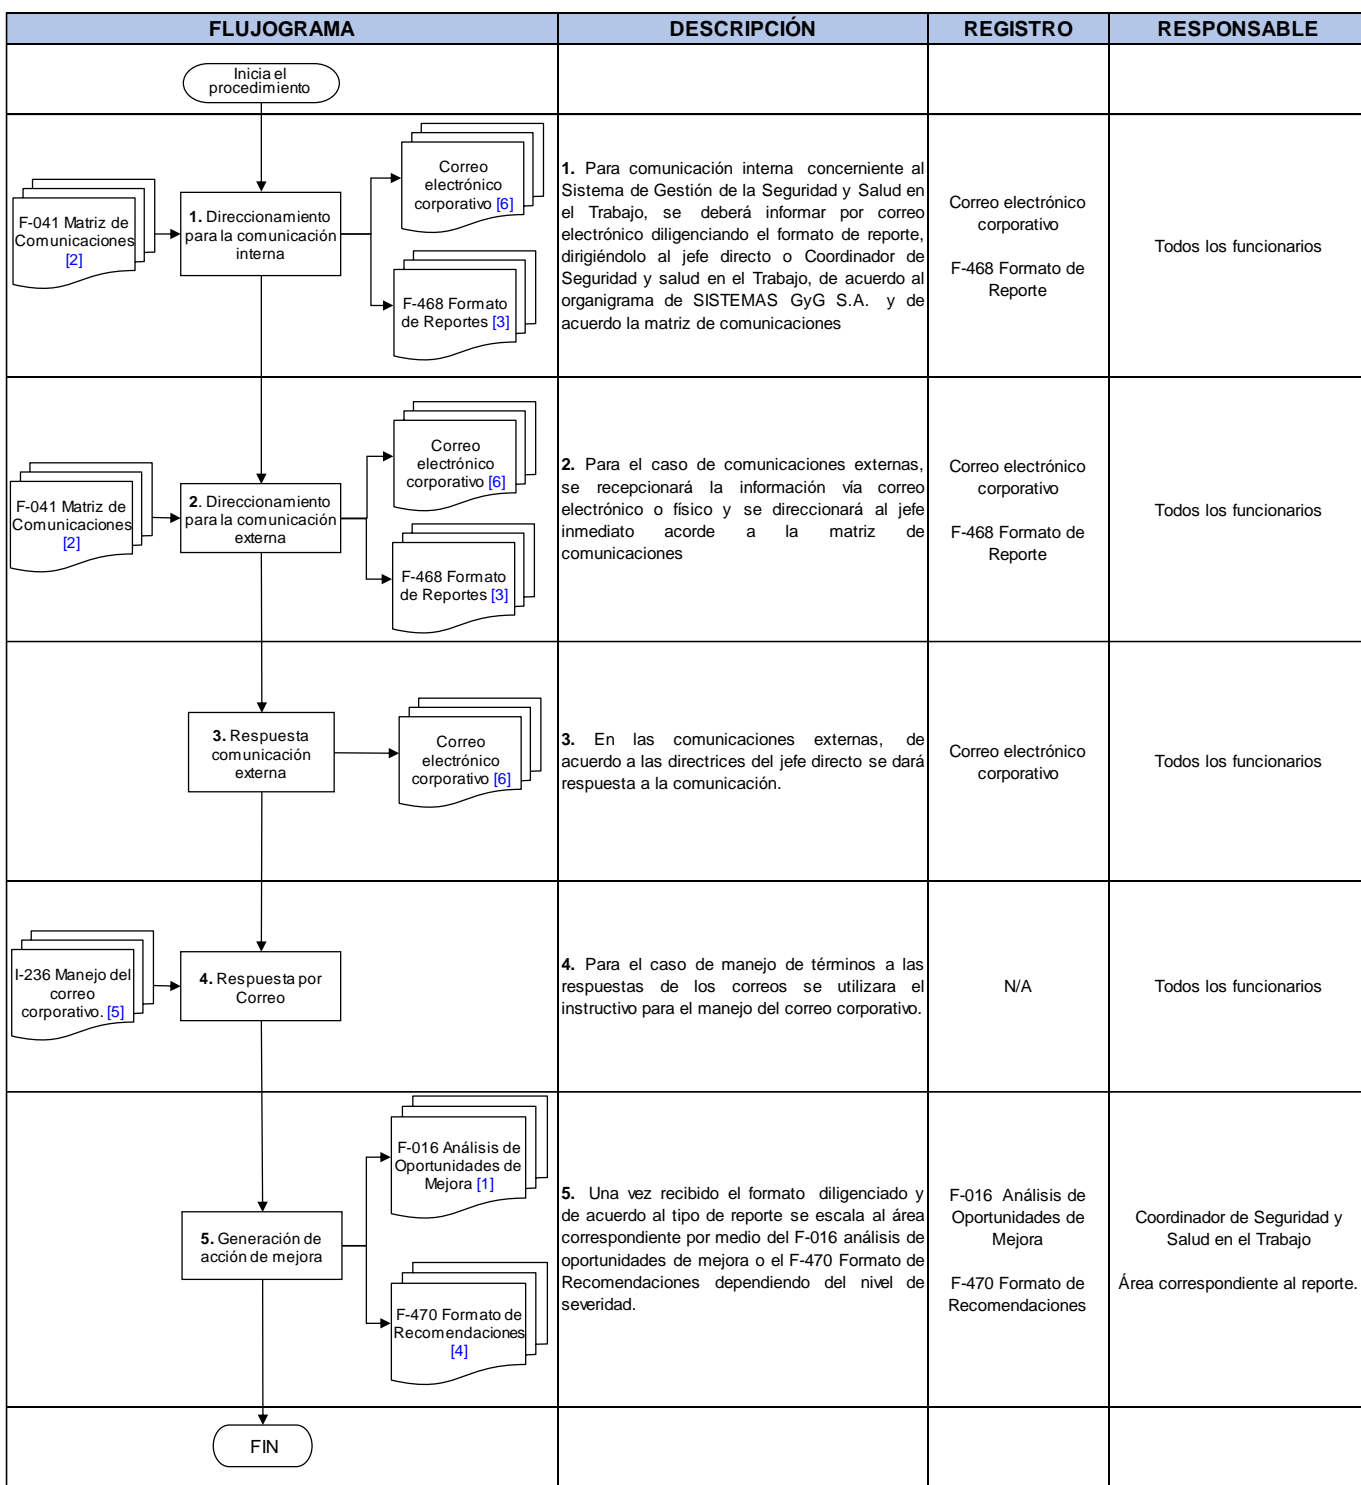 FLUJOGRAMA
DESCRIPCIÓN
REGISTRO
RESPONSABLE
Inicia el
procedimiento
F-041 Matriz de
Comunicaciones
[2]
1. Direccionamiento
para la comunicación
interna
Correo
electrónico
corporativo [6]
F-468 Formato
de Reportes [3]
1. Para comunicación interna concerniente al
Sistema de Gestión de la Seguridad y Salud en
el Trabajo, se deberá informar por correo
electrónico diligenciando el formato de reporte,
dirigiéndolo al jefe directo o Coordinador de
Seguridad y salud en el Trabajo, de acuerdo al
organigrama de SISTEMAS GyG S.A. y de
acuerdo la matriz de comunicaciones
Correo electrónico
corporativo
F-468 Formato de
Reporte
Todos los funcionarios
F-041 Matriz de
Comunicaciones
[2]
2. Direccionamiento
para la comunicación
externa
Correo
electrónico
corporativo [6]
F-468 Formato
de Reportes [3]
2. Para el caso de comunicaciones externas,
se recepcionará la información vía correo
electrónico o físico y se direccionará al jefe
inmediato acorde a la matriz de
comunicaciones
Correo electrónico
corporativo
F-468 Formato de
Reporte
Todos los funcionarios
3. Respuesta
comunicación
externa
Correo
electrónico
corporativo [6]
3. En las comunicaciones externas, de
acuerdo a las directrices del jefe directo se dará
respuesta a la comunicación.
Correo electrónico
corporativo
Todos los funcionarios
I-236 Manejo del
correo
corporativo. [5]
4. Respuesta por
Correo
4. Para el caso de manejo de términos a las
respuestas de los correos se utilizara el
instructivo para el manejo del correo corporativo.
N/A
Todos los funcionarios
5. Generación de
acción de mejora
F-016 Análisis de
Oportunidades de
Mejora [1]
F-470 Formato de
Recomendaciones
[4]
5. Una vez recibido el formato diligenciado y
de acuerdo al tipo de reporte se escala al área
correspondiente por medio del F-016 análisis de
oportunidades de mejora o el F-470 Formato de
Recomendaciones dependiendo del nivel de
severidad.
F-016 Análisis de
Oportunidades de
Mejora
F-470 Formato de
Recomendaciones
Coordinador de Seguridad y
Salud en el Trabajo
Área correspondiente al reporte.
FIN